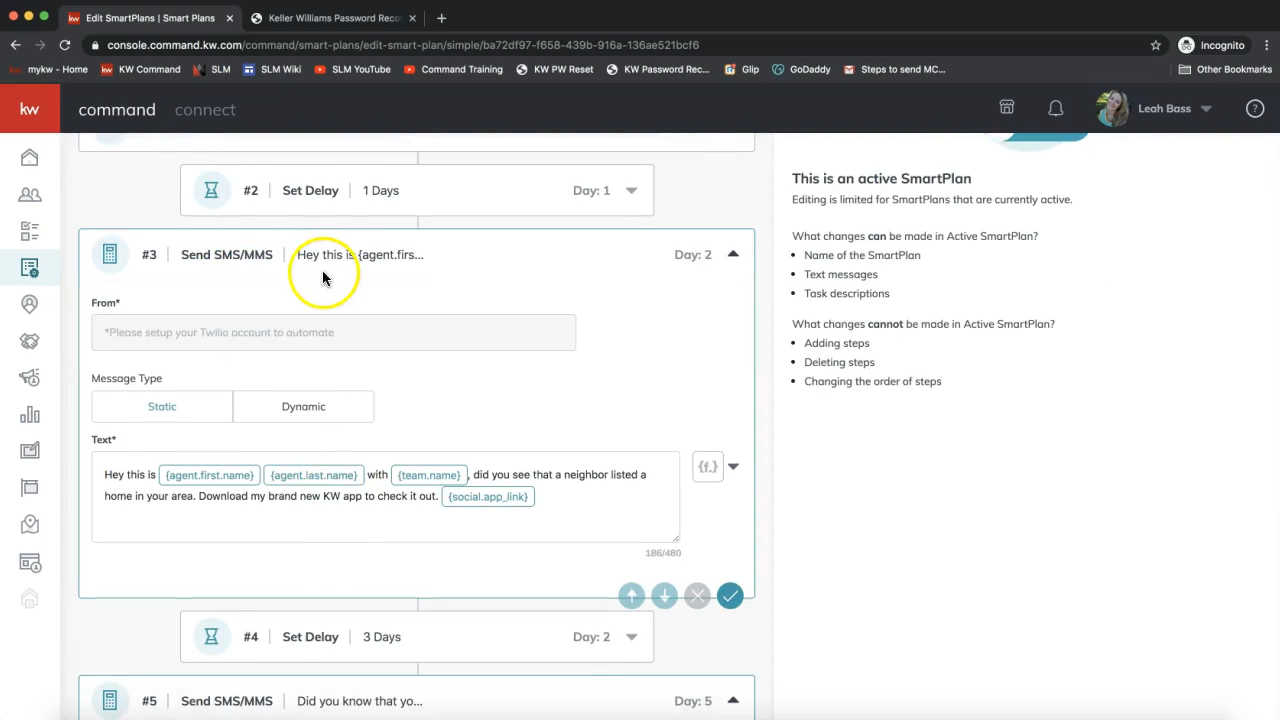 Edit SmartPlans | Smart Plans
Keller Williams Password Reco
console.command.kw.com/command/smart-plans/edit-smart-plan/simple/ba72df97-f658-439b-916a-136ae521bcf6
Incognito
mykw - Home
KW Command
SLM
SLM Wiki
SLM YouTube
Command Training
KW PW Reset
KW Password Rec...
Glip
GoDaddy
Steps to send MC...
Other Bookmarks
kw
command
connect
Leah Bass
#2 Set Delay 1 Days Day: 1
#3 Send SMS/MMS Hey this is {agent.firs... Day: 2
From*
*Please setup your Twilio account to automate
Message Type
Static
Dynamic
Text*
Hey this is {agent.first.name} {agent.last.name} with {team.name}, did you see that a neighbor listed a
home in your area. Download my brand new KW app to check it out. {social.app_link}
{f.}
186/480
#4 Set Delay 3 Days Day: 2
#5 Send SMS/MMS Did you know that yo... Day: 5
This is an active SmartPlan
Editing is limited for SmartPlans that are currently active.
What changes can be made in Active SmartPlan?
• Name of the SmartPlan
• Text messages
• Task descriptions
What changes cannot be made in Active SmartPlan?
• Adding steps
• Deleting steps
• Changing the order of steps